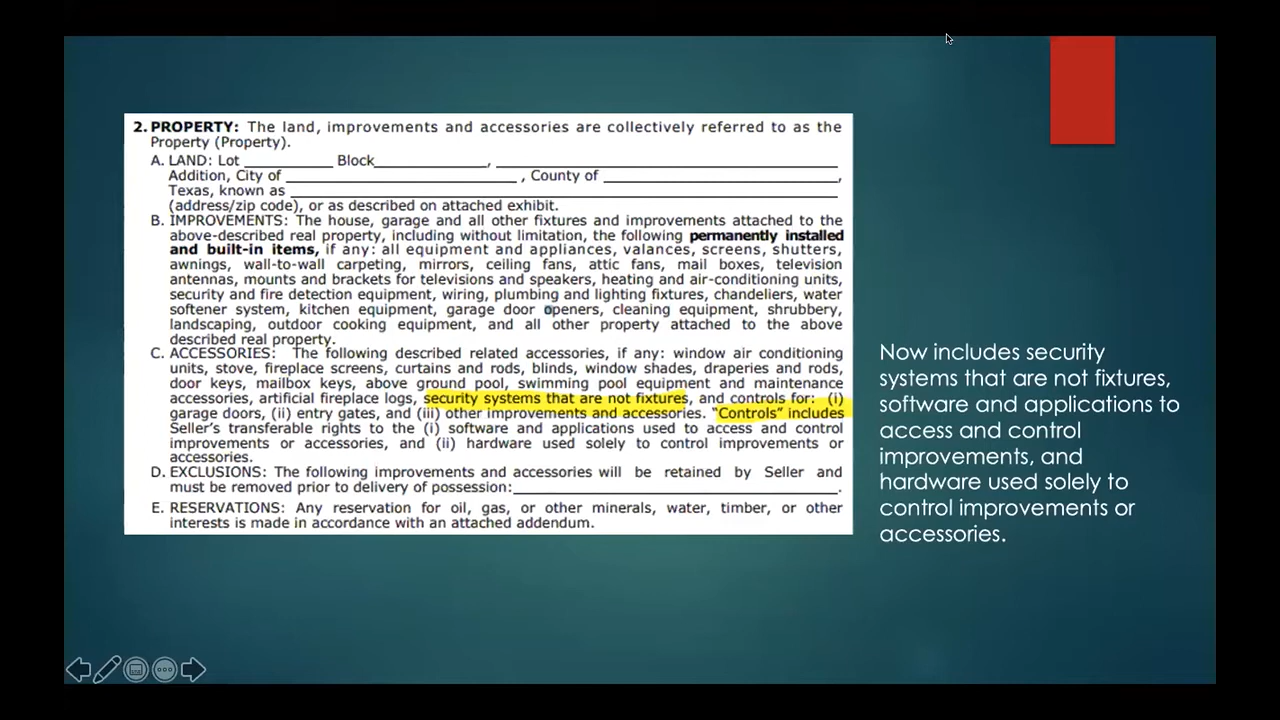 2. PROPERTY: The land, improvements and accessories are collectively referred to as the
Property (Property).
A. LAND: Lot __________ Block_____________, ________________________________________
Addition, City of ___________________________ , County of ___________________________,
Texas, known as ________________________________________________________________
(address/zip code), or as described on attached exhibit.
B. IMPROVEMENTS: The house, garage and all other fixtures and improvements attached to the
above-described real property, including without limitation, the following permanently installed
and built-in items, if any: all equipment and appliances, valances, screens, shutters,
awnings, wall-to-wall carpeting, mirrors, ceiling fans, attic fans, mail boxes, television
antennas, mounts and brackets for televisions and speakers, heating and air-conditioning units,
security and fire detection equipment, wiring, plumbing and lighting fixtures, chandeliers, water
softener system, kitchen equipment, garage door openers, cleaning equipment, shrubbery,
landscaping, outdoor cooking equipment, and all other property attached to the above
described real property.
C. ACCESSORIES: The following described related accessories, if any: window air conditioning
units, stove, fireplace screens, curtains and rods, blinds, window shades, draperies and rods,
door keys, mailbox keys, above ground pool, swimming pool equipment and maintenance
accessories, artificial fireplace logs, security systems that are not fixtures, and controls for: (i)
garage doors, (ii) entry gates, and (iii) other improvements and accessories. “Controls” includes
Seller’s transferable rights to the (i) software and applications used to access and control
improvements or accessories, and (ii) hardware used solely to control improvements or
accessories.
D. EXCLUSIONS: The following improvements and accessories will be retained by Seller and
must be removed prior to delivery of possession:______________________________________.
E. RESERVATIONS: Any reservation for oil, gas, or other minerals, water, timber, or other
interests is made in accordance with an attached addendum.
Now includes security
systems that are not fixtures,
software and applications to
access and control
improvements, and
hardware used solely to
control improvements or
accessories.